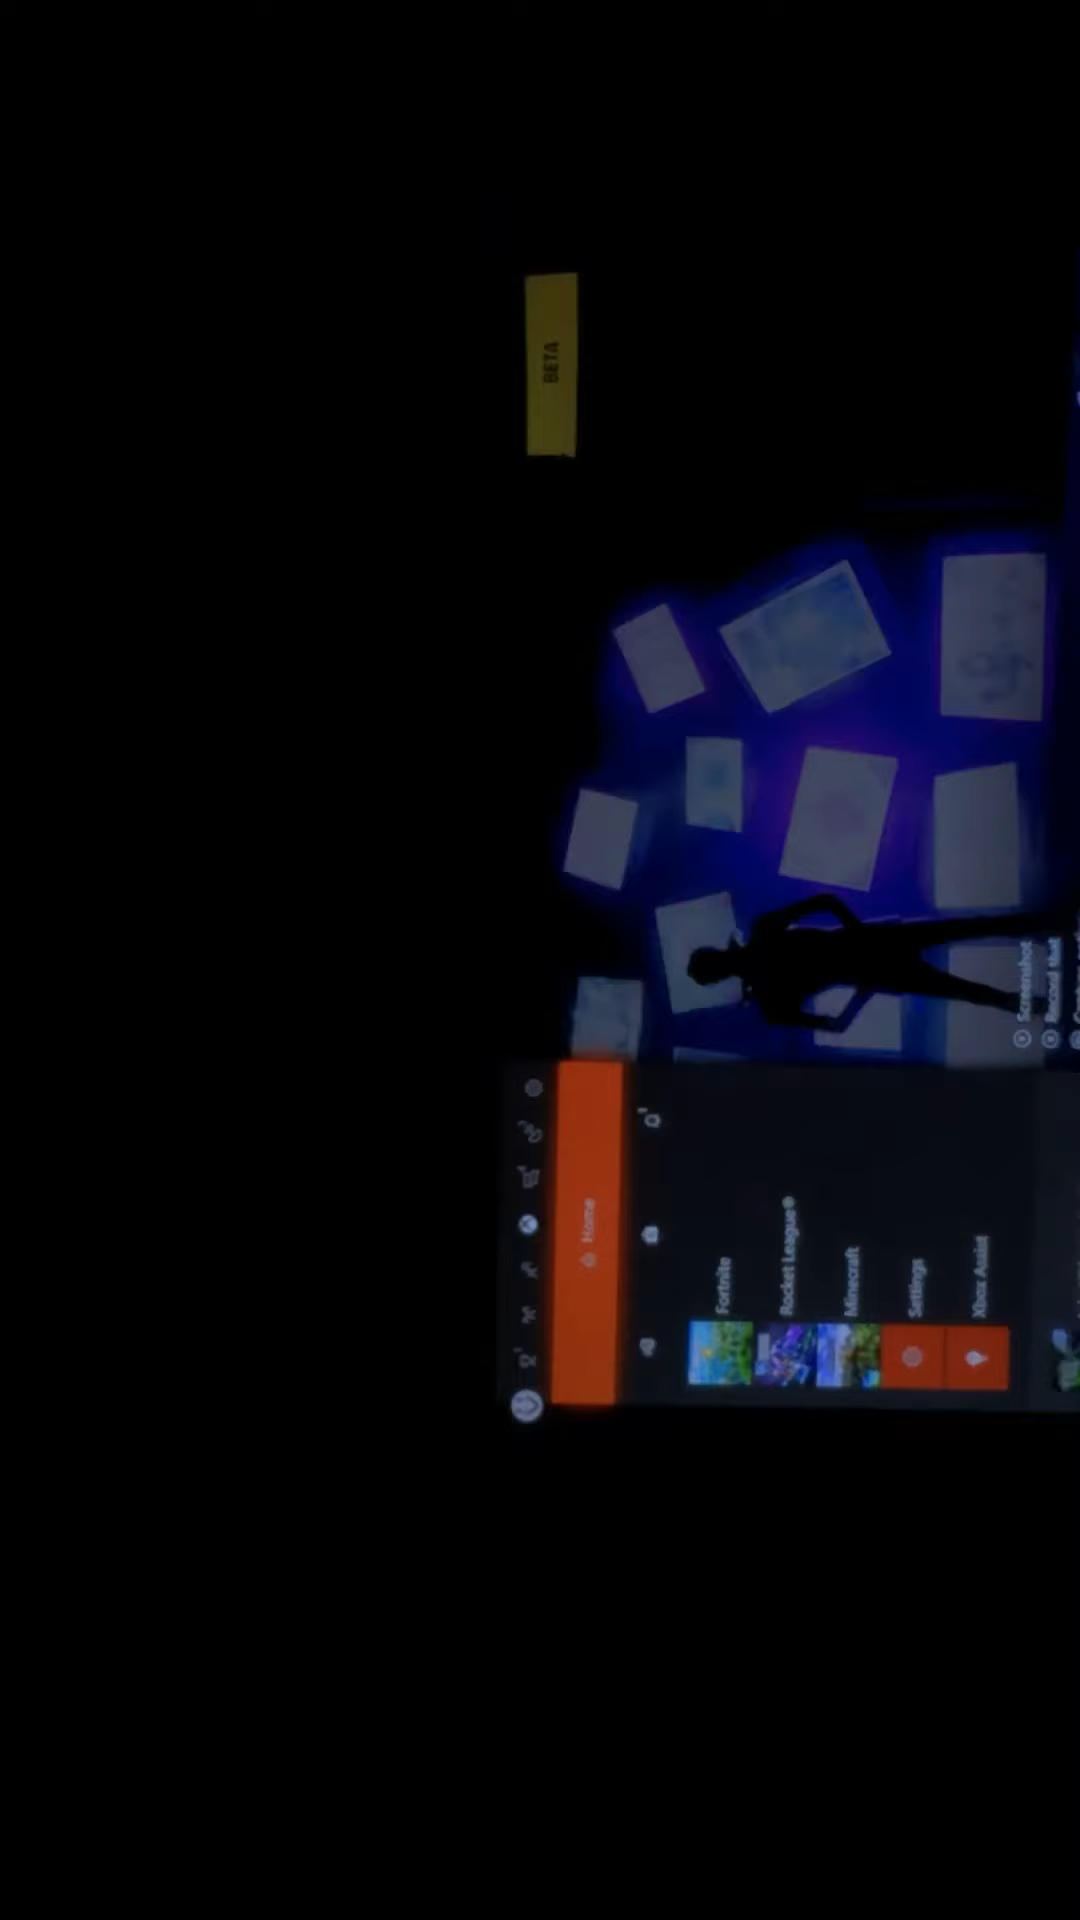 BETA
Home
Fortnite
Rocket League®
Minecraft
Settings
Xbox Assist
Screenshot
Record that